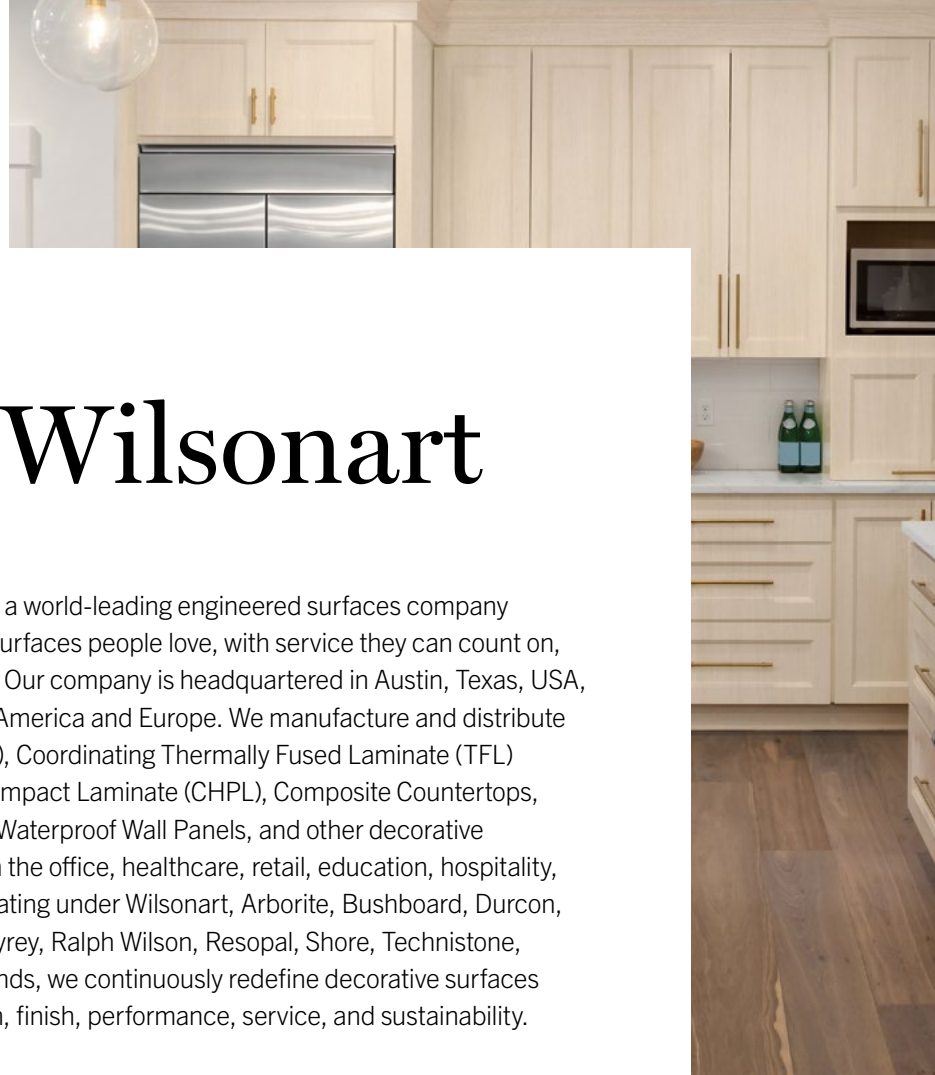 Wilsonart
a world-leading engineered surfaces company
urfaces people love, with service they can count on,
Our company is headquartered in Austin, Texas, USA,
America and Europe. We manufacture and distribute
), Coordinating Thermally Fused Laminate (TFL)
mpact Laminate (CHPL), Composite Countertops,
Waterproof Wall Panels, and other decorative
the office, healthcare, retail, education, hospitality,
ating under Wilsonart, Arborite, Bushboard, Durcon,
yrey, Ralph Wilson, Resopal, Shore, Technistone,
nds, we continuously redefine decorative surfaces
, finish, performance, service, and sustainability.